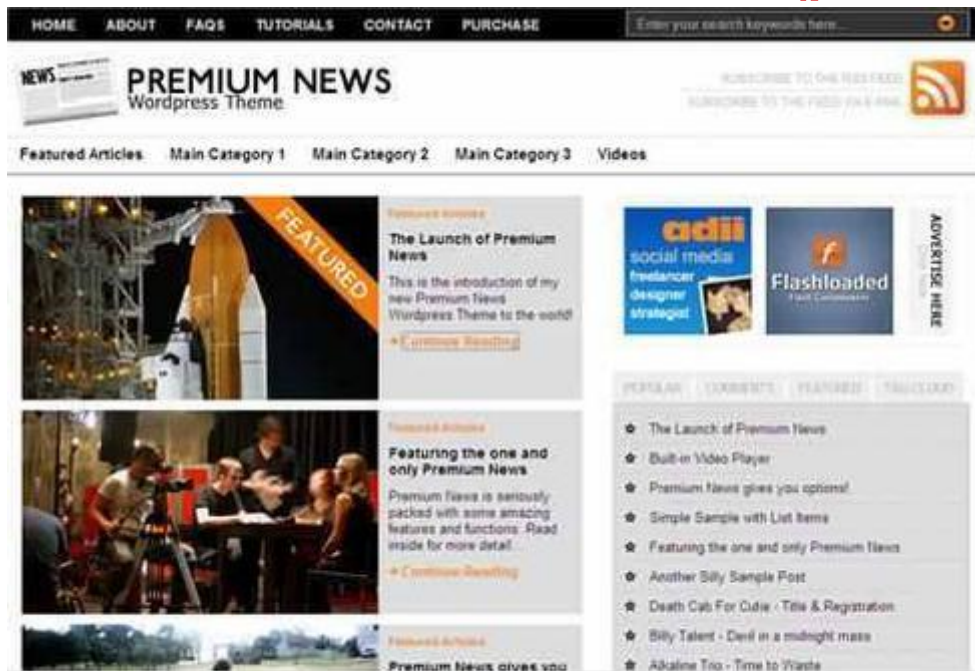 HOME ABOUT FAQS TUTORIALS CONTACT PURCHASE
Enter your search keywords here...
NEWS
PREMIUM NEWS
Wordpress Theme
SUBSCRIBE TO THE RSS FEED
SUBSCRIBE TO THE FEED VIA E-MAIL
Featured Articles Main Category 1 Main Category 2 Main Category 3 Videos
FEATURED
Featured Articles
The Launch of Premium
News
This is the introduction of my
new Premium News
Wordpress Theme to the world!
Continue Reading
Featured Articles
Featuring the one and
only Premium News
Premium News is seriously
packed with some amazing
features and functions. Read
inside for more detail...
Continue Reading
Featured Articles
Premium News gives you
adii
social media
freelancer
designer
strategist
f
Flashloaded
Flash Components
ADVERTISE HERE
POPULAR COMMENTS FEATURED TAG CLOUD
The Launch of Premium News
Built-in Video Player
Premium News gives you options!
Simple Sample with List Items
Featuring the one and only Premium News
Another Silly Sample Post
Death Cab For Cutie - Title & Registration
Billy Talent - Devil in a midnight mass
Alkaline Trio - Time to Waste